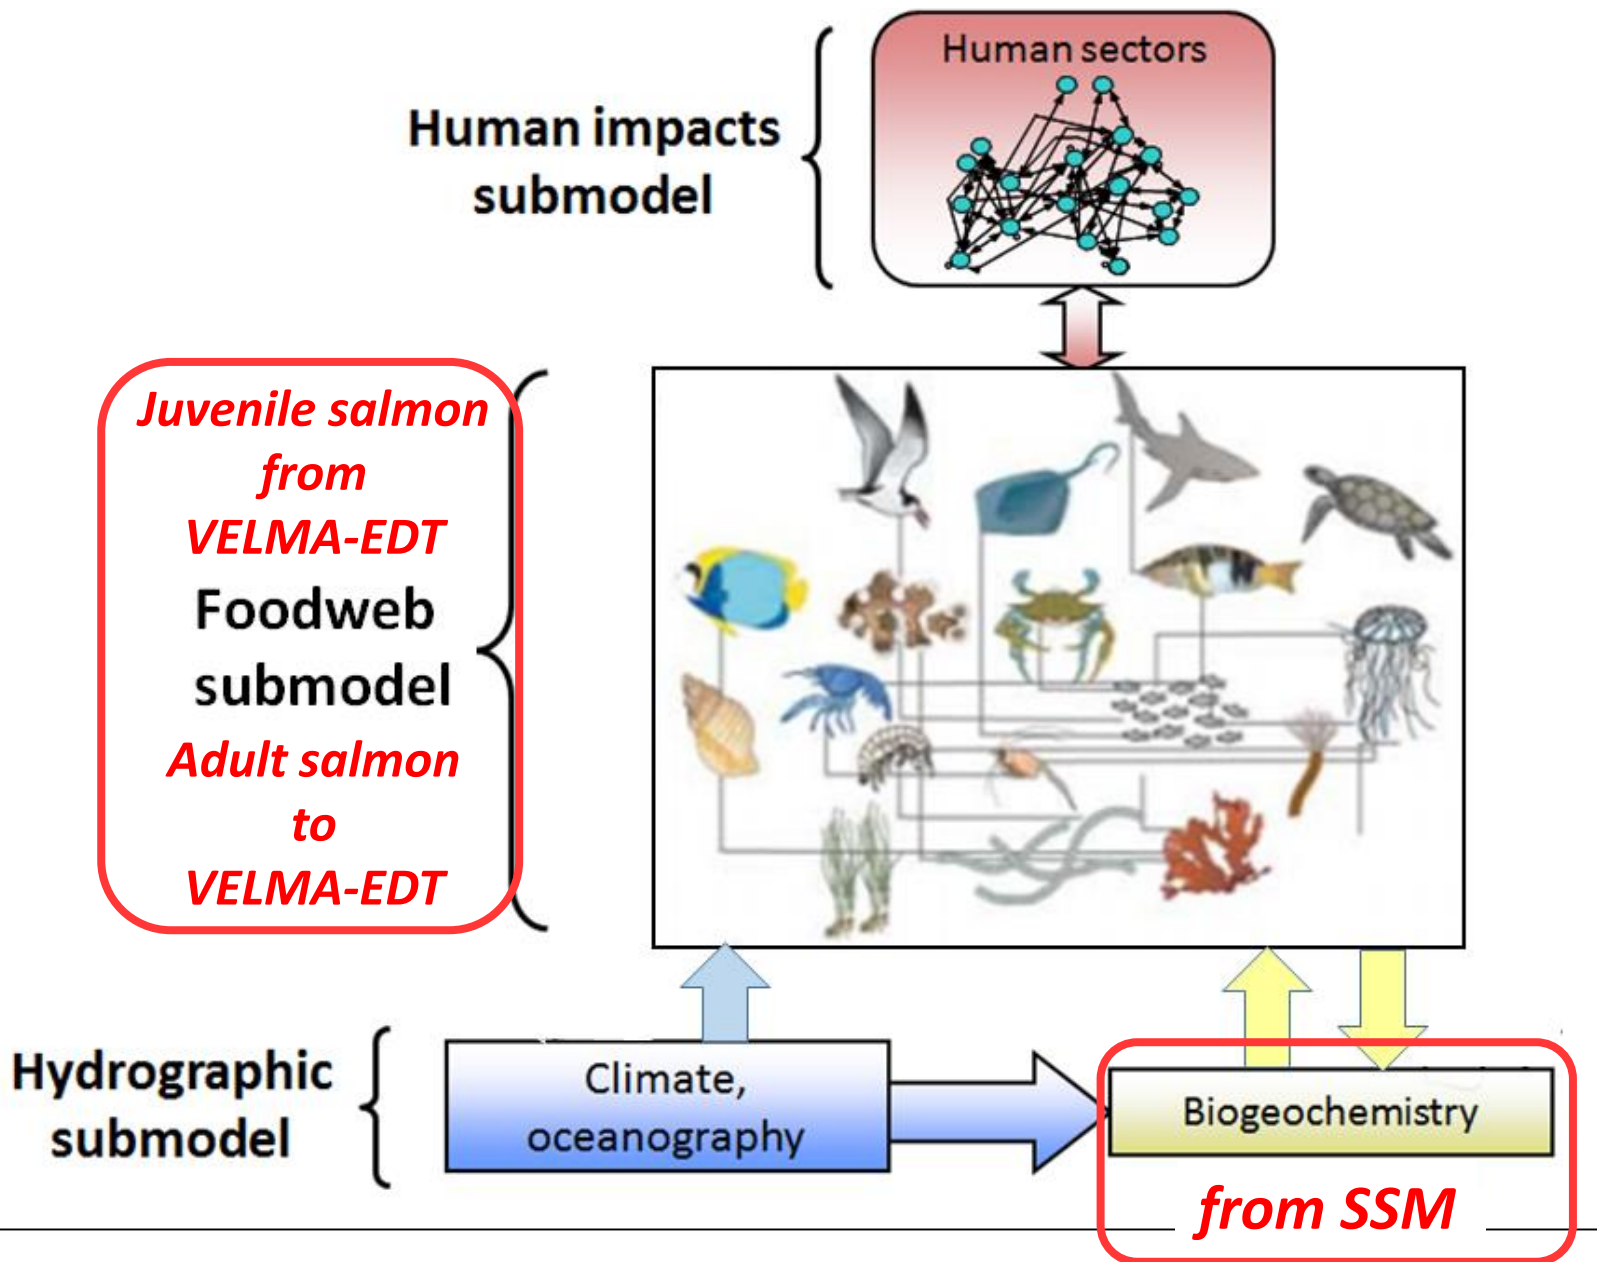 Human sectors
Human impacts
submodel
Juvenile salmon
from
VELMA-EDT
Foodweb
submodel
Adult salmon
to
VELMA-EDT
Hydrographic
submodel
Climate,
oceanography
Biogeochemistry
from SSM